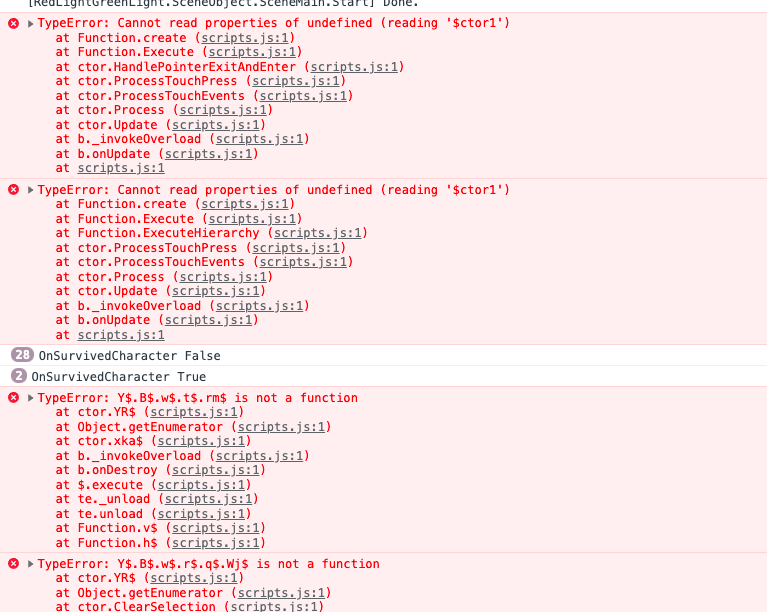 [RedLightGreenLight.SceneObject.SceneMain.Start] Done.
TypeError: Cannot read properties of undefined (reading '$ctor1')
at Function.create (scripts.js:1)
at Function.Execute (scripts.js:1)
at ctor.HandlePointerExitAndEnter (scripts.js:1)
at ctor.ProcessTouchPress (scripts.js:1)
at ctor.ProcessTouchEvents (scripts.js:1)
at ctor.Process (scripts.js:1)
at ctor.Update (scripts.js:1)
at b._invokeOverload (scripts.js:1)
at b.onUpdate (scripts.js:1)
at scripts.js:1
TypeError: Cannot read properties of undefined (reading '$ctor1')
at Function.create (scripts.js:1)
at Function.Execute (scripts.js:1)
at Function.ExecuteHierarchy (scripts.js:1)
at ctor.ProcessTouchPress (scripts.js:1)
at ctor.ProcessTouchEvents (scripts.js:1)
at ctor.Process (scripts.js:1)
at ctor.Update (scripts.js:1)
at b._invokeOverload (scripts.js:1)
at b.onUpdate (scripts.js:1)
at scripts.js:1
28 OnSurvivedCharacter False
2 OnSurvivedCharacter True
TypeError: Y$.B$.w$.t$.rm$ is not a function
at ctor.YR$ (scripts.js:1)
at Object.getEnumerator (scripts.js:1)
at ctor.xka$ (scripts.js:1)
at b._invokeOverload (scripts.js:1)
at b.onDestroy (scripts.js:1)
at $.execute (scripts.js:1)
at te._unload (scripts.js:1)
at te.unload (scripts.js:1)
at Function.v$ (scripts.js:1)
at Function.h$ (scripts.js:1)
TypeError: Y$.B$.w$.r$.q$.Wj$ is not a function
at ctor.YR$ (scripts.js:1)
at Object.getEnumerator (scripts.js:1)
at ctor.ClearSelection (scripts.js:1)